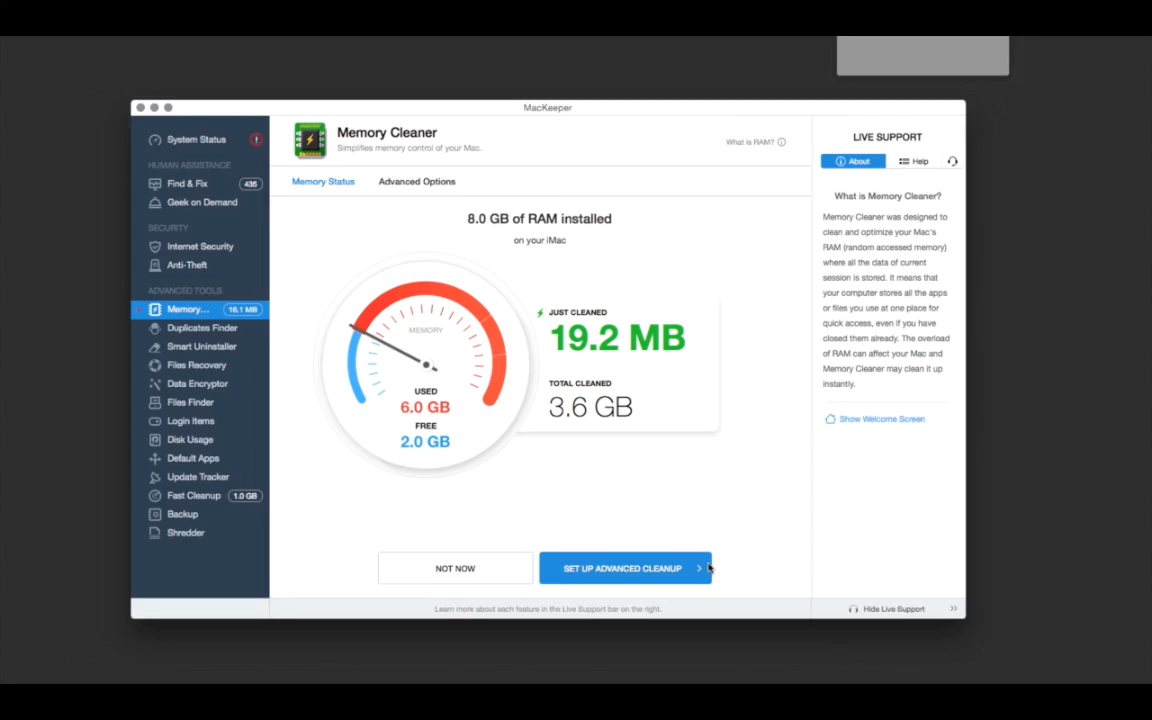 MacKeeper
System Status
HUMAN ASSISTANCE
Find & Fix 435
Geek on Demand
SECURITY
Internet Security
Anti-Theft
ADVANCED TOOLS
Memory... 16.1 MB
Duplicates Finder
Smart Uninstaller
Files Recovery
Data Encryptor
Files Finder
Login Items
Disk Usage
Default Apps
Update Tracker
Fast Cleanup 1.0 GB
Backup
Shredder
Memory Cleaner
Simplifies memory control of your Mac.
What is RAM?
Memory Status Advanced Options
8.0 GB of RAM installed
on your iMac
MEMORY
USED
6.0 GB
FREE
2.0 GB
JUST CLEANED
19.2 MB
TOTAL CLEANED
3.6 GB
NOT NOW
SET UP ADVANCED CLEANUP
Learn more about each feature in the Live Support bar on the right.
LIVE SUPPORT
About Help
What is Memory Cleaner?
Memory Cleaner was designed to
clean and optimize your Mac's
RAM (random accessed memory)
where all the data of current
session is stored. It means that
your computer stores all the apps
or files you use at one place for
quick access, even if you have
closed them already. The overload
of RAM can affect your Mac and
Memory Cleaner may clean it up
instantly.
Show Welcome Screen
Hide Live Support